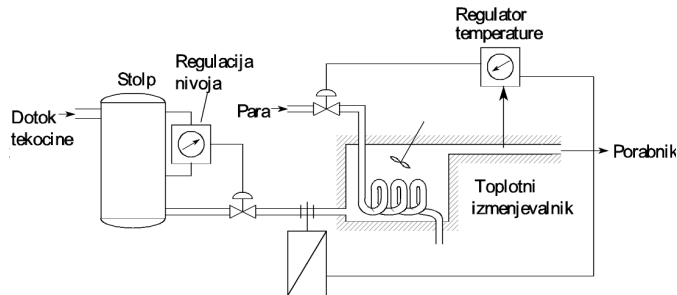 Regulator
temperature
Regulacija
nivoja
Stolp
Para
Dotok
tekocine
Porabnik
Toplotni
izmenjevalnik